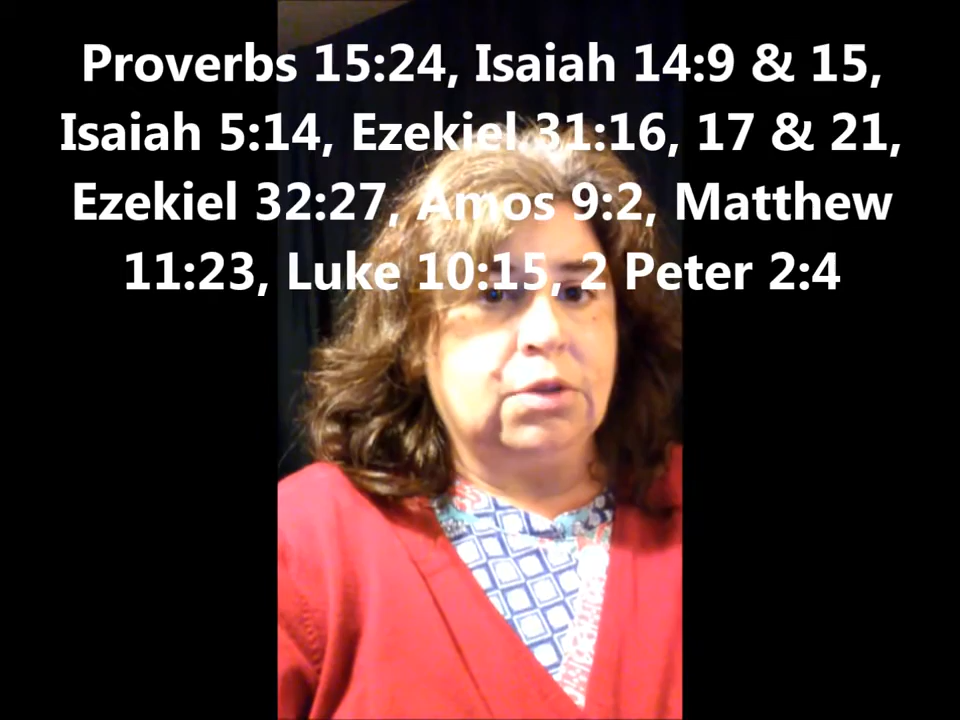 Proverbs 15:24, Isaiah 14:9 & 15,
Isaiah 5:14, Ezekiel 31:16, 17 & 21,
Ezekiel 32:27, Amos 9:2, Matthew
11:23, Luke 10:15, 2 Peter 2:4